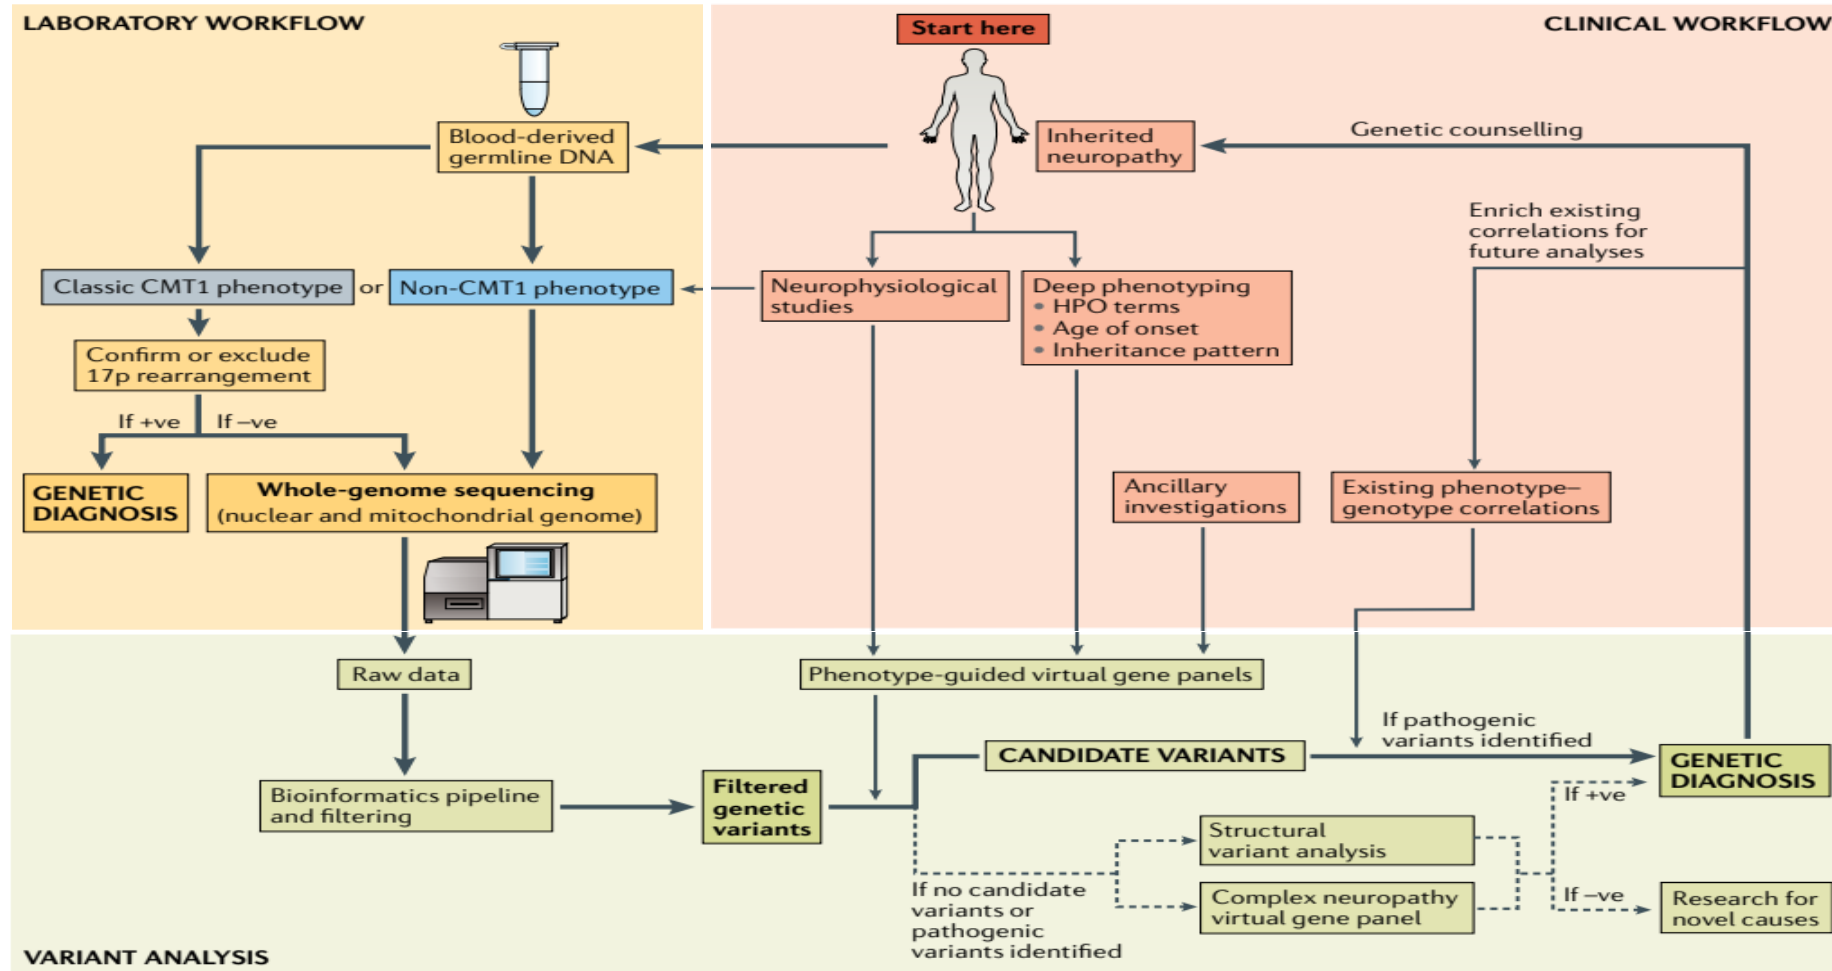 LABORATORY WORKFLOW
Start here
CLINICAL WORKFLOW
Blood-derived
germline DNA
Inherited
neuropathy
Genetic counselling
Enrich existing
correlations for
future analyses
Classic CMT1 phenotype
or
Non-CMT1 phenotype
Neurophysiological
studies
Deep phenotyping
• HPO terms
• Age of onset
• Inheritance pattern
Confirm or exclude
17p rearrangement
If +ve
If –ve
GENETIC
DIAGNOSIS
Whole-genome sequencing
(nuclear and mitochondrial genome)
Ancillary
investigations
Existing phenotype–
genotype correlations
Raw data
Phenotype-guided virtual gene panels
If pathogenic
variants identified
CANDIDATE VARIANTS
GENETIC
DIAGNOSIS
Bioinformatics pipeline
and filtering
Filtered
genetic
variants
If +ve
Structural
variant analysis
If no candidate
variants or
pathogenic
variants identified
Complex neuropathy
virtual gene panel
If –ve
Research for
novel causes
VARIANT ANALYSIS